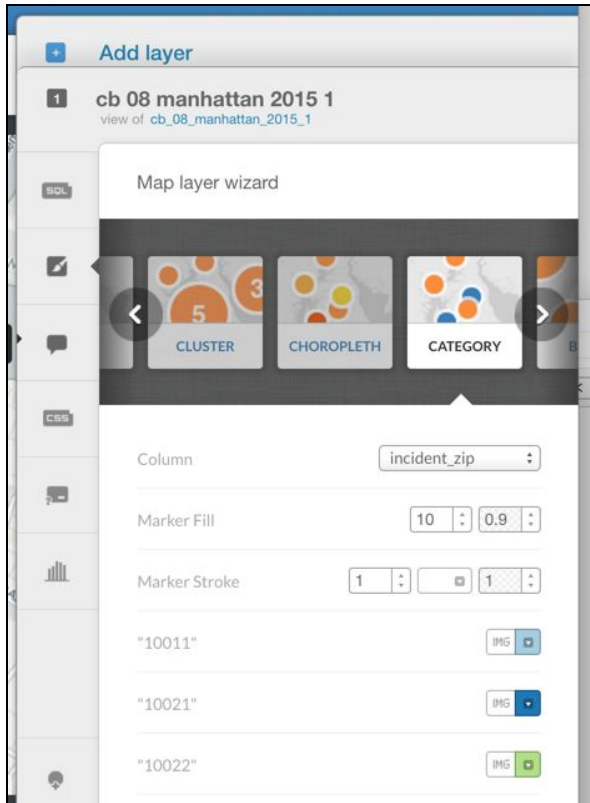 + Add layer
1 cb 08 manhattan 2015 1
view of cb_08_manhattan_2015_1
SQL
Map layer wizard
5 3
CLUSTER CHOROPLETH CATEGORY B
CSS
Column incident_zip
Marker Fill 10 0.9
Marker Stroke 1 1
"10011" IMG
"10021" IMG
"10022" IMG